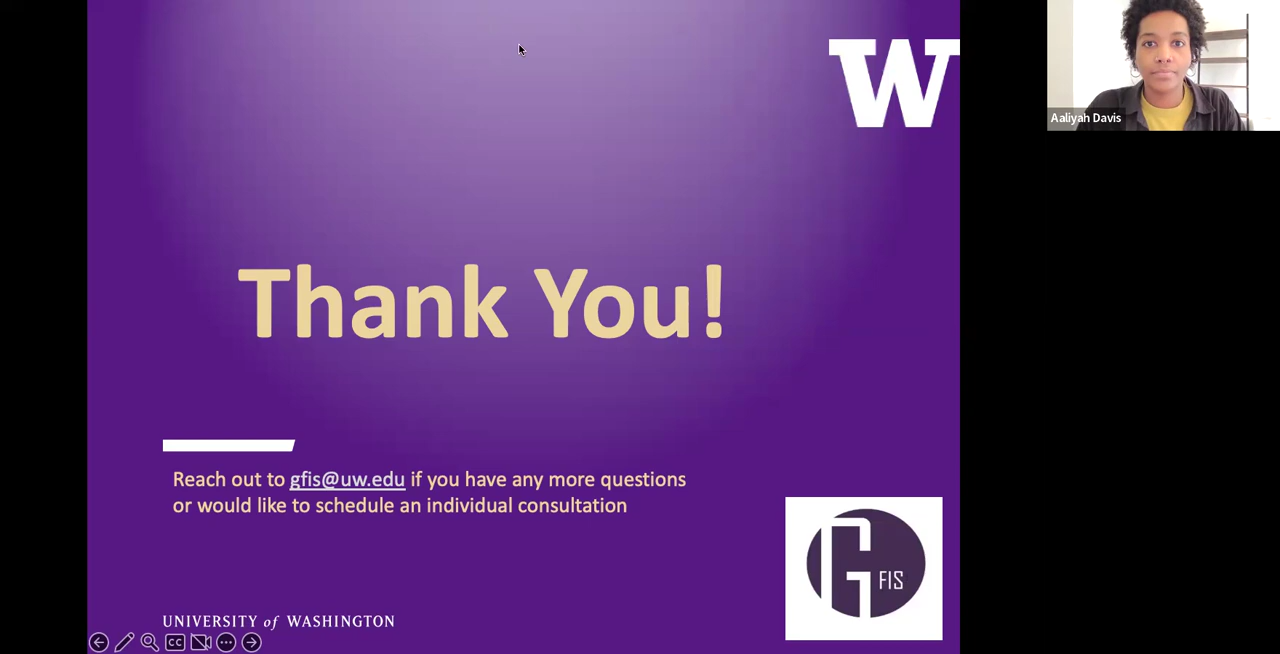 W
Aaliyah Davis
Thank You!
Reach out to gfis@uw.edu if you have any more questions
or would like to schedule an individual consultation
G FIS
UNIVERSITY of WASHINGTON
CC